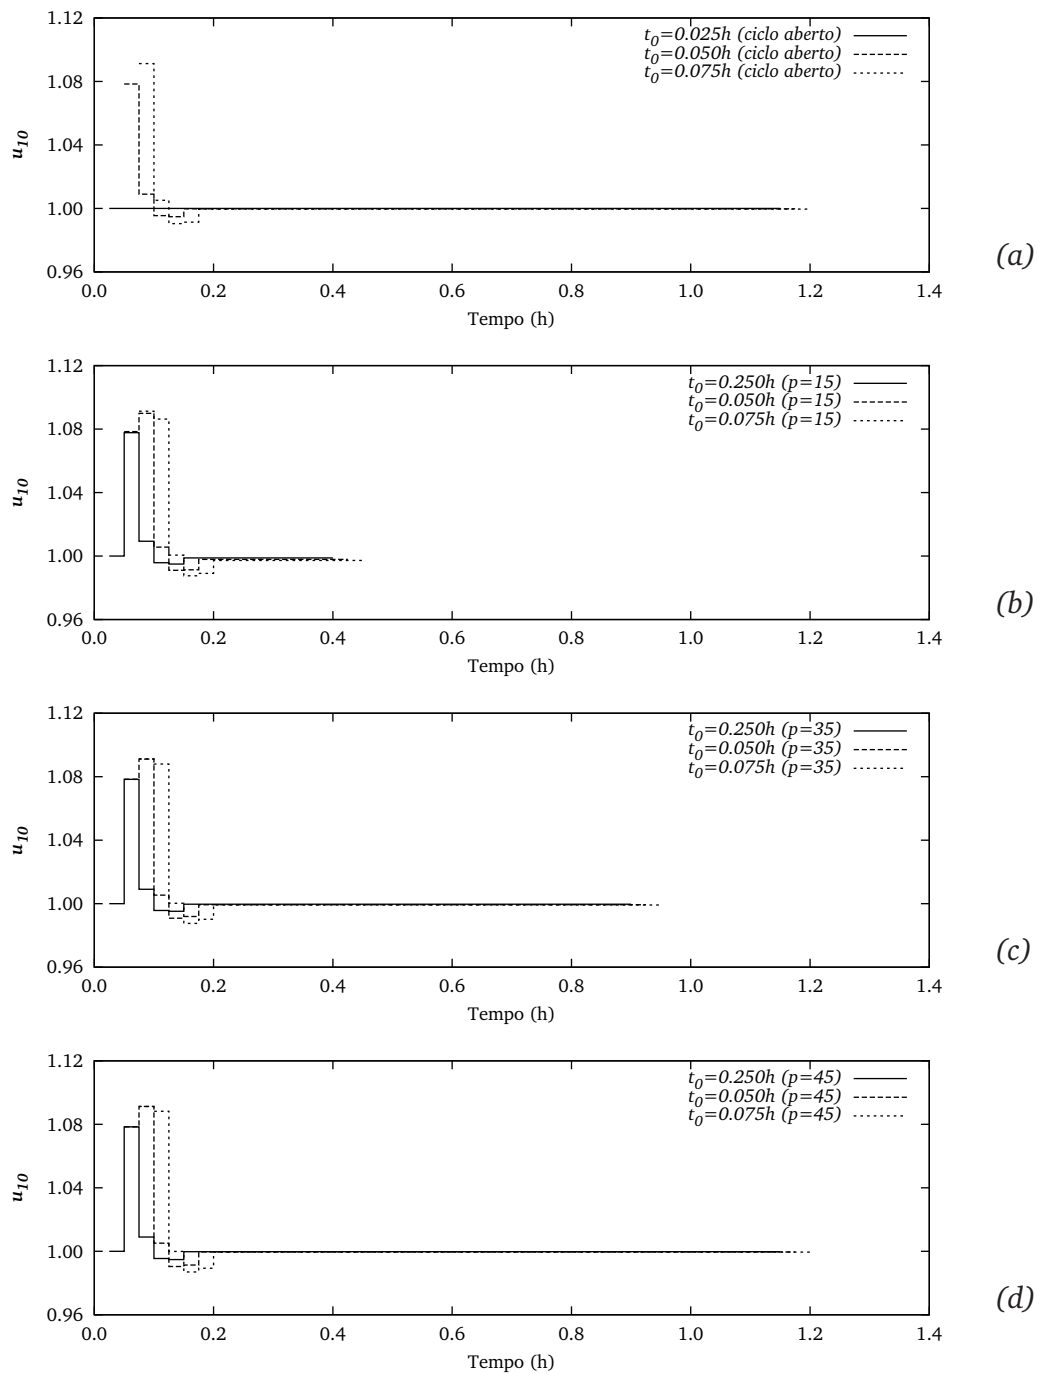 1.12
1.08
1.04
1.00
0.96
u10
t0=0.025h (ciclo aberto)
t0=0.050h (ciclo aberto)
t0=0.075h (ciclo aberto)
0.0 0.2 0.4 0.6 0.8 1.0 1.2 1.4
Tempo (h)
(a)
1.12
1.08
1.04
1.00
0.96
u10
t0=0.250h (p=15)
t0=0.050h (p=15)
t0=0.075h (p=15)
0.0 0.2 0.4 0.6 0.8 1.0 1.2 1.4
Tempo (h)
(b)
1.12
1.08
1.04
1.00
0.96
u10
t0=0.250h (p=35)
t0=0.050h (p=35)
t0=0.075h (p=35)
0.0 0.2 0.4 0.6 0.8 1.0 1.2 1.4
Tempo (h)
(c)
1.12
1.08
1.04
1.00
0.96
u10
t0=0.250h (p=45)
t0=0.050h (p=45)
t0=0.075h (p=45)
0.0 0.2 0.4 0.6 0.8 1.0 1.2 1.4
Tempo (h)
(d)